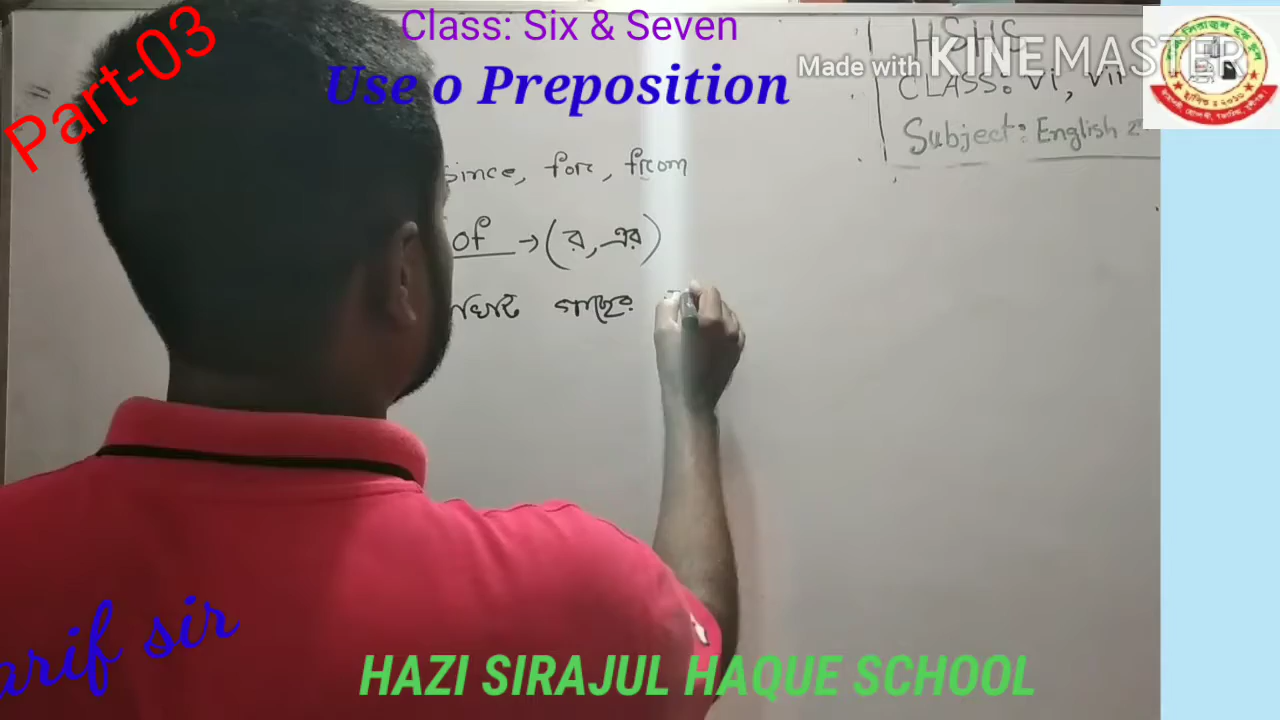 Class: Six & Seven
Use o Preposition
Part-03
Made with KINEMASTER
HSHS
CLASS: vi, vii
Subject: English
since, for, from
of → (র, এর)
গাছের
arif sir
HAZI SIRAJUL HAQUE SCHOOL